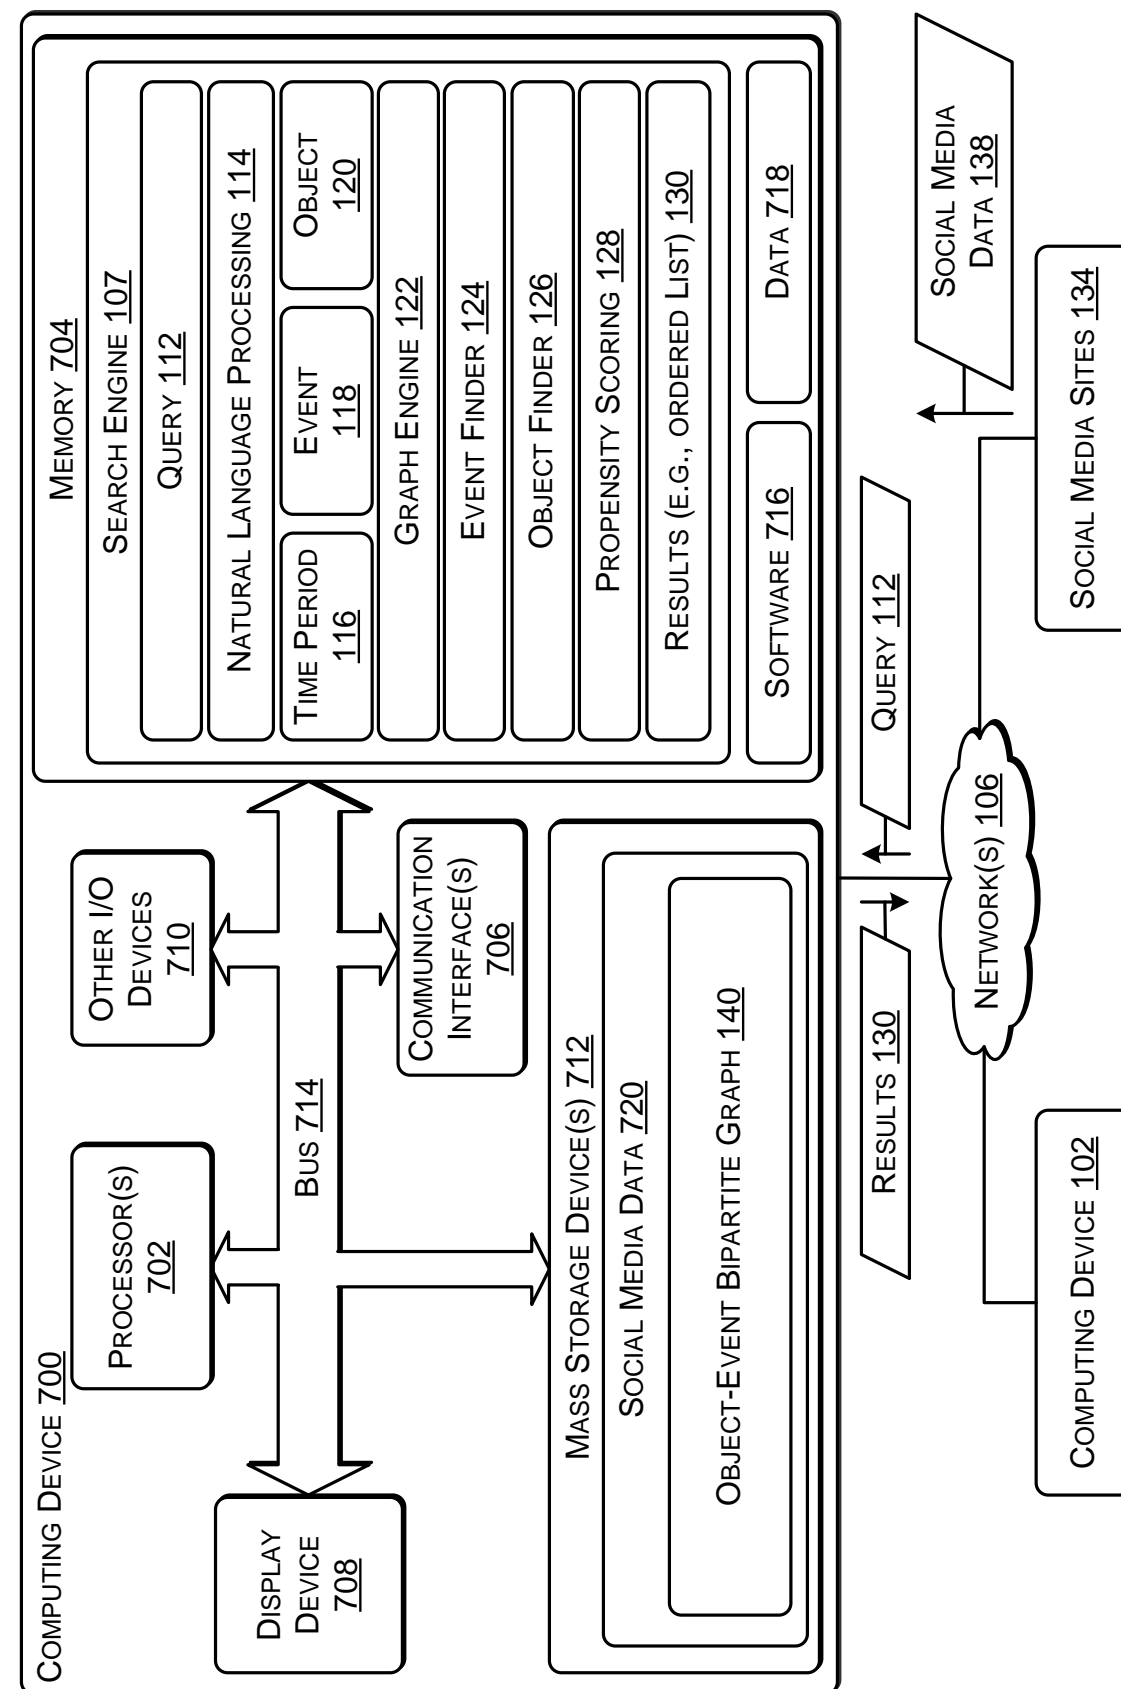 COMPUTING DEVICE 700
PROCESSOR(S)
702
OTHER I/O
DEVICES
710
DISPLAY
DEVICE
708
BUS 714
COMMUNICATION
INTERFACE(S)
706
MASS STORAGE DEVICE(S) 712
SOCIAL MEDIA DATA 720
OBJECT-EVENT BIPARTITE GRAPH 140
MEMORY 704
SEARCH ENGINE 107
QUERY 112
NATURAL LANGUAGE PROCESSING 114
TIME PERIOD
116
EVENT
118
OBJECT
120
GRAPH ENGINE 122
EVENT FINDER 124
OBJECT FINDER 126
PROPENSITY SCORING 128
RESULTS (E.G., ORDERED LIST) 130
SOFTWARE 716
DATA 718
RESULTS 130
QUERY 112
SOCIAL MEDIA
DATA 138
NETWORK(S) 106
COMPUTING DEVICE 102
SOCIAL MEDIA SITES 134